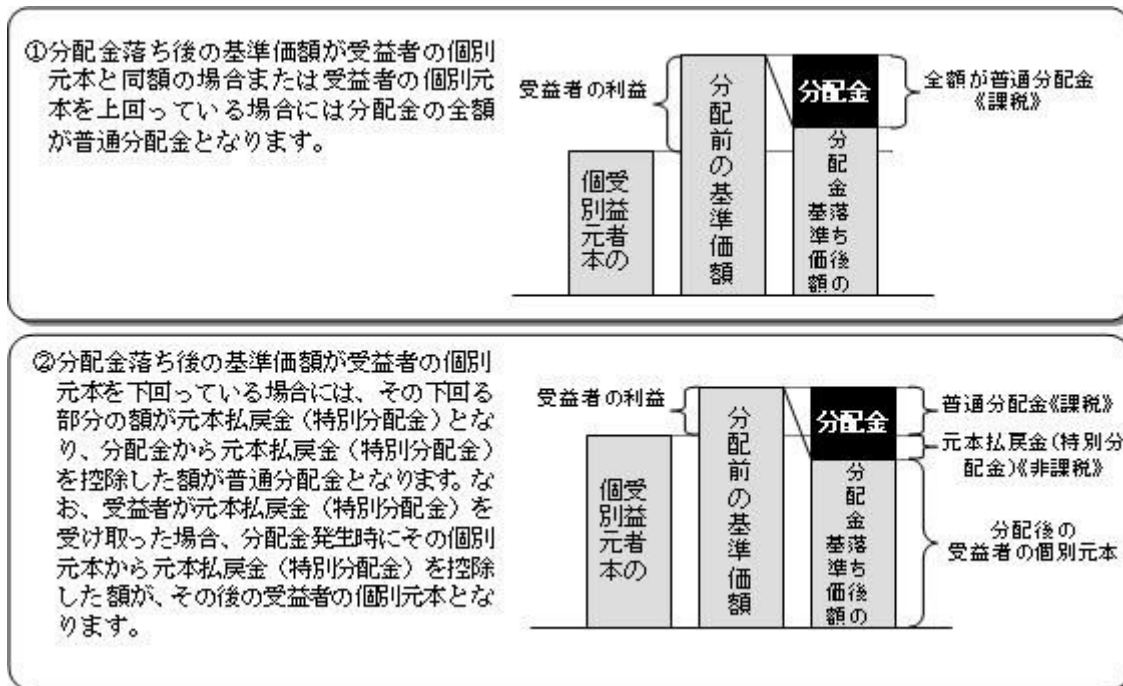 ①分配金落ち後の基準価額が受益者の個別
元本と同額の場合または受益者の個別元
本を上回っている場合には分配金の全額
が普通分配金となります。
受益者の利益
受益者の
個別元本
分配前の基準価額
分配金
分配金落ち後の
基準価額
全額が普通分配金
《課税》
②分配金落ち後の基準価額が受益者の個別
元本を下回っている場合には、その下回る
部分の額が元本払戻金(特別分配金)とな
り、分配金から元本払戻金(特別分配金)
を控除した額が普通分配金となります。な
お、受益者が元本払戻金(特別分配金)を
受け取った場合、分配金発生時にその個別
元本から元本払戻金(特別分配金)を控除
した額が、その後の受益者の個別元本とな
ります。
受益者の利益
受益者の
個別元本
分配前の基準価額
分配金
分配金落ち後の
基準価額
普通分配金《課税》
元本払戻金(特別分
配金)《非課税》
分配後の
受益者の個別元本